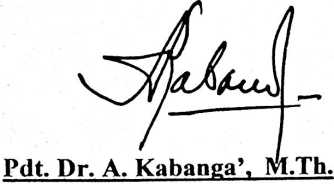 Pdt. Dr. A. Kabanga', M.Th.